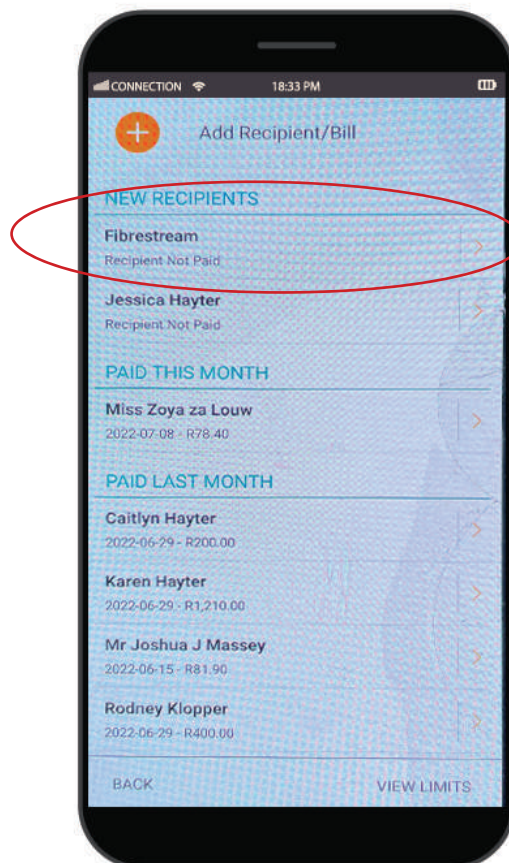 CONNECTION 18:33 PM
Add Recipient/Bill
NEW RECIPIENTS
Fibrestream
Recipient Not Paid
Jessica Hayter
Recipient Not Paid
PAID THIS MONTH
Miss Zoya za Louw
2022-07-08 - R78.40
PAID LAST MONTH
Caitlyn Hayter
2022-06-29 - R200.00
Karen Hayter
2022-06-29 - R1,210.00
Mr Joshua J Massey
2022-06-15 - R81.90
Rodney Klopper
2022-06-29 - R400.00
BACK VIEW LIMITS